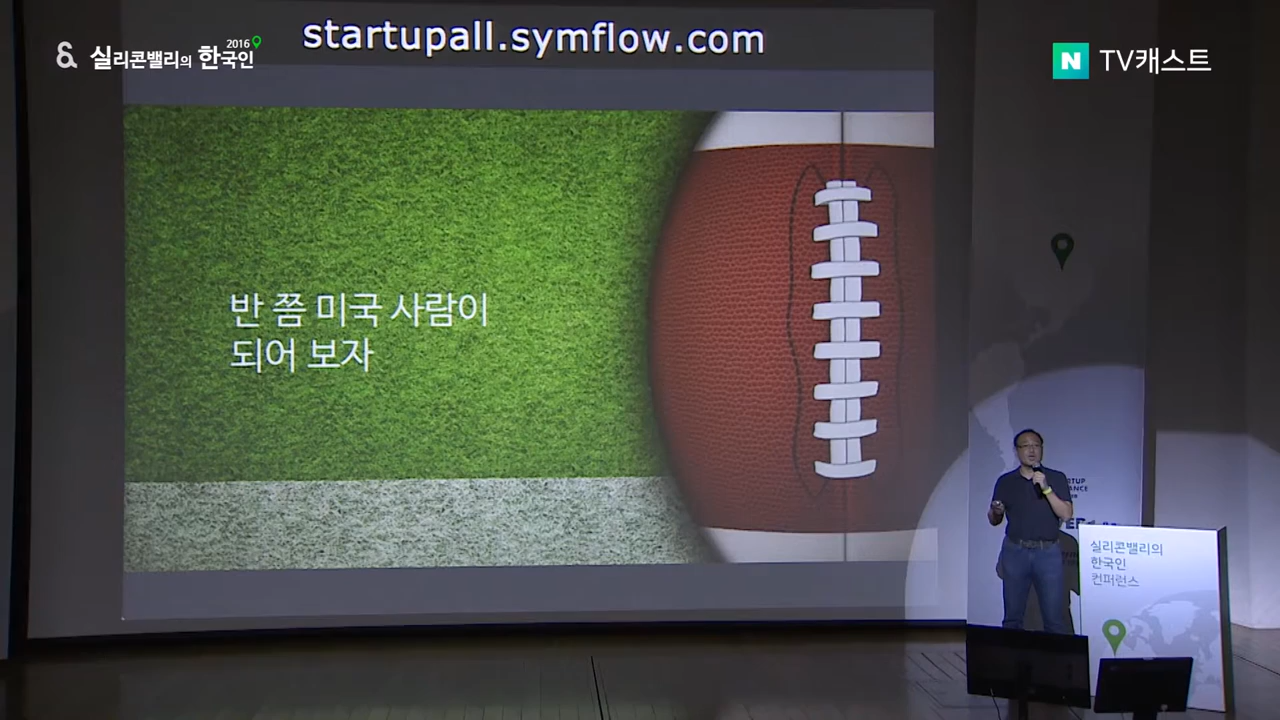 startupall.symflow.com
& 실리콘밸리의 한국인
2016
N TV캐스트
반 쯤 미국 사람이
되어 보자
실리콘밸리의
한국인
컨퍼런스